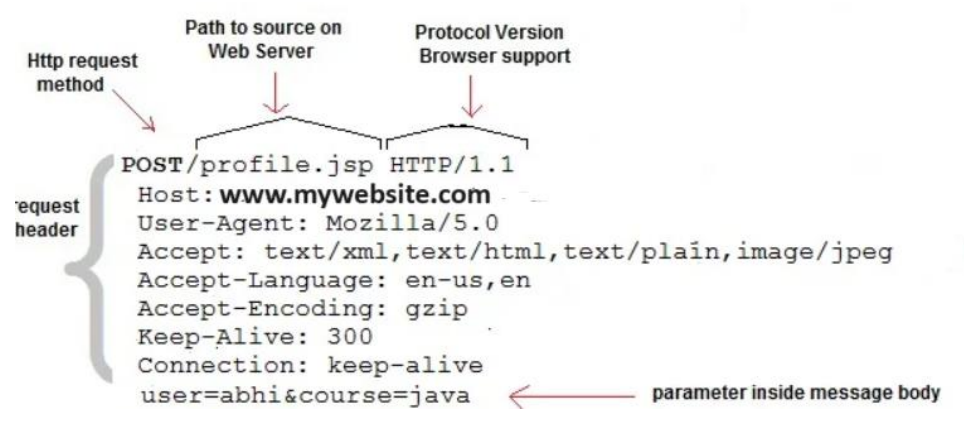 Path to source on
Web Server
Protocol Version
Browser support
Http request
method
POST/profile.jsp HTTP/1.1
Host: www.mywebsite.com
request
header
User-Agent: Mozilla/5.0
Accept: text/xml,text/html,text/plain,image/jpeg
Accept-Language: en-us,en
Accept-Encoding: gzip
Keep-Alive: 300
Connection: keep-alive
user=abhi&course=java
parameter inside message body